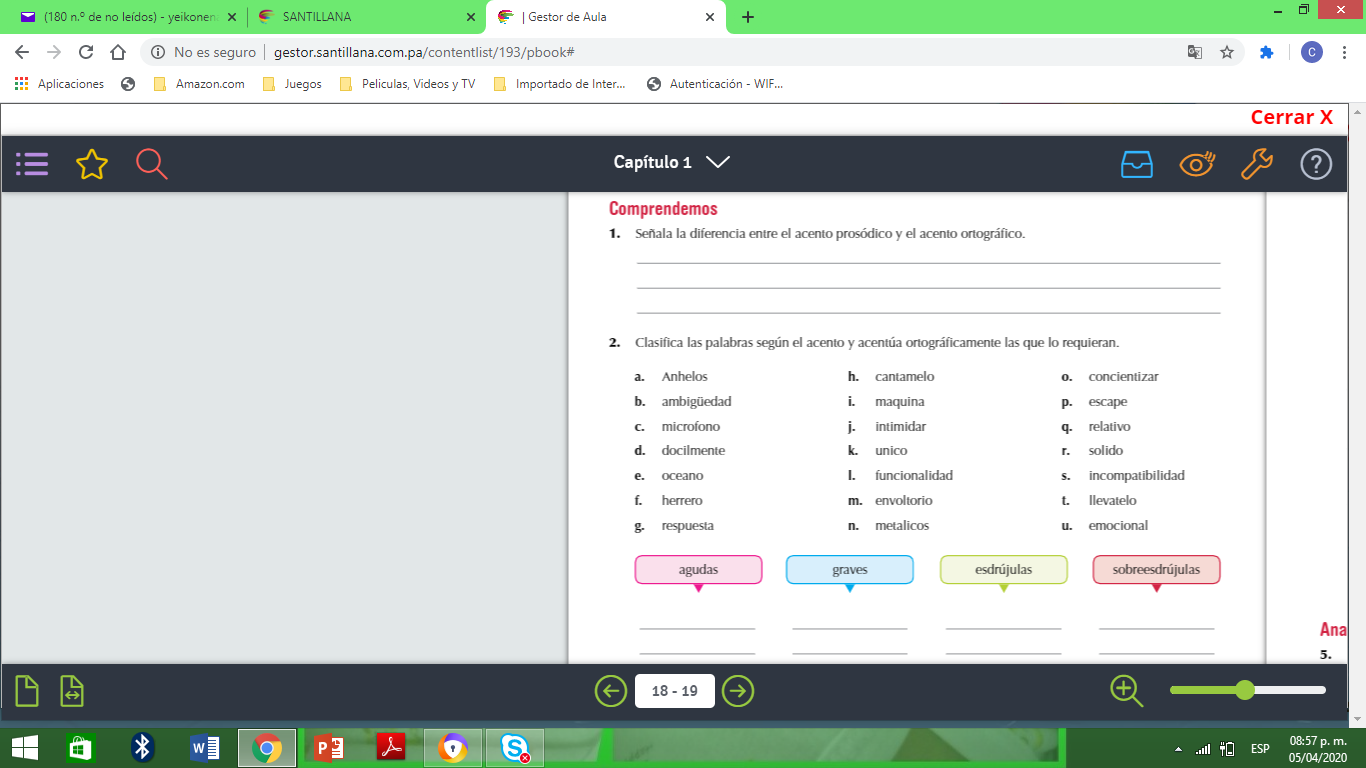 (180 n.º de no leídos) - yeikonen
SANTILLANA
| Gestor de Aula
No es seguro | gestor.santillana.com.pa/contentlist/193/pbook#
Aplicaciones
Amazon.com
Juegos
Peliculas, Videos y TV
Importado de Inter...
Autenticación - WIF...
Cerrar X
Capítulo 1
Comprendemos
1. Señala la diferencia entre el acento prosódico y el acento ortográfico.
2. Clasifica las palabras según el acento y acentúa ortográficamente las que lo requieran.
a. Anhelos h. cantamelo o. concientizar
b. ambigüedad i. maquina p. escape
c. microfono j. intimidar q. relativo
d. docilmente k. unico r. solido
e. oceano l. funcionalidad s. incompatibilidad
f. herrero m. envoltorio t. llevatelo
g. respuesta n. metalicos u. emocional
agudas graves esdrújulas sobreesdrújulas
Ana
5.
18 - 19
ESP
08:57 p. m.
05/04/2020